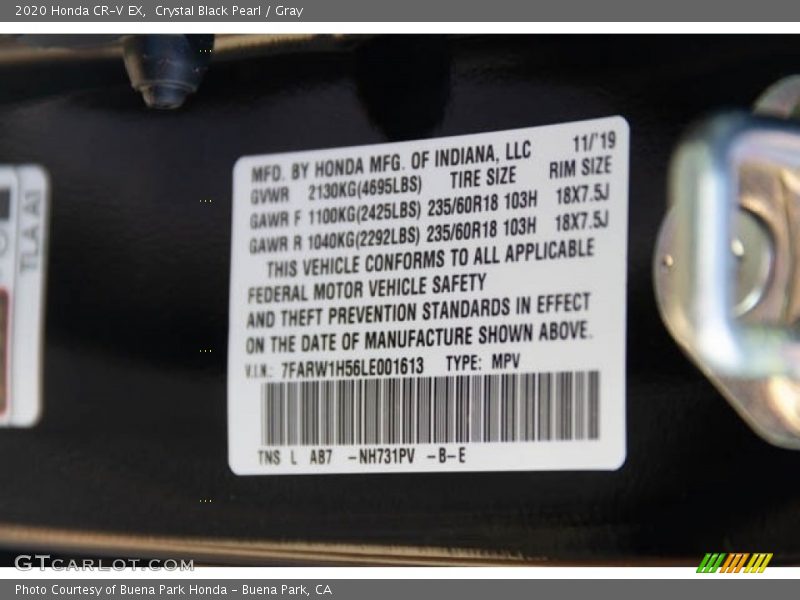 2020 Honda CR-V EX, Crystal Black Pearl / Gray
MFD. BY HONDA MFG. OF INDIANA, LLC 11/'19
GVWR 2130KG(4695LBS) TIRE SIZE RIM SIZE
GAWR F 1100KG(2425LBS) 235/60R18 103H 18X7.5J
GAWR R 1040KG(2292LBS) 235/60R18 103H 18X7.5J
THIS VEHICLE CONFORMS TO ALL APPLICABLE
FEDERAL MOTOR VEHICLE SAFETY
AND THEFT PREVENTION STANDARDS IN EFFECT
ON THE DATE OF MANUFACTURE SHOWN ABOVE.
V.I.N.: 7FARW1H56LE001613 TYPE: MPV
TNS L AB7 -NH731PV -B-E
TLA A1
GTCARLOT.COM
Photo Courtesy of Buena Park Honda - Buena Park, CA